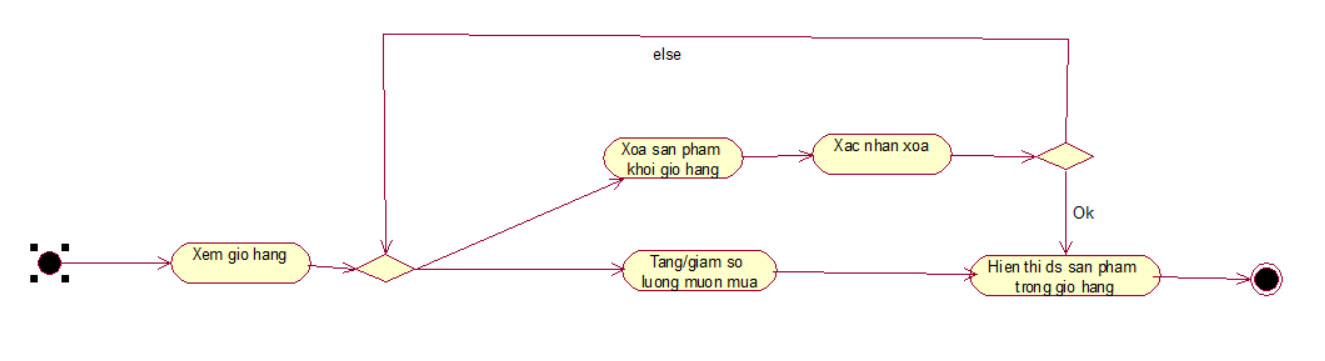 else
Xoa san pham
khoi gio hang
Xac nhan xoa
Ok
Xem gio hang
Tang/giam so
luong muon mua
Hien thi ds san pham
trong gio hang